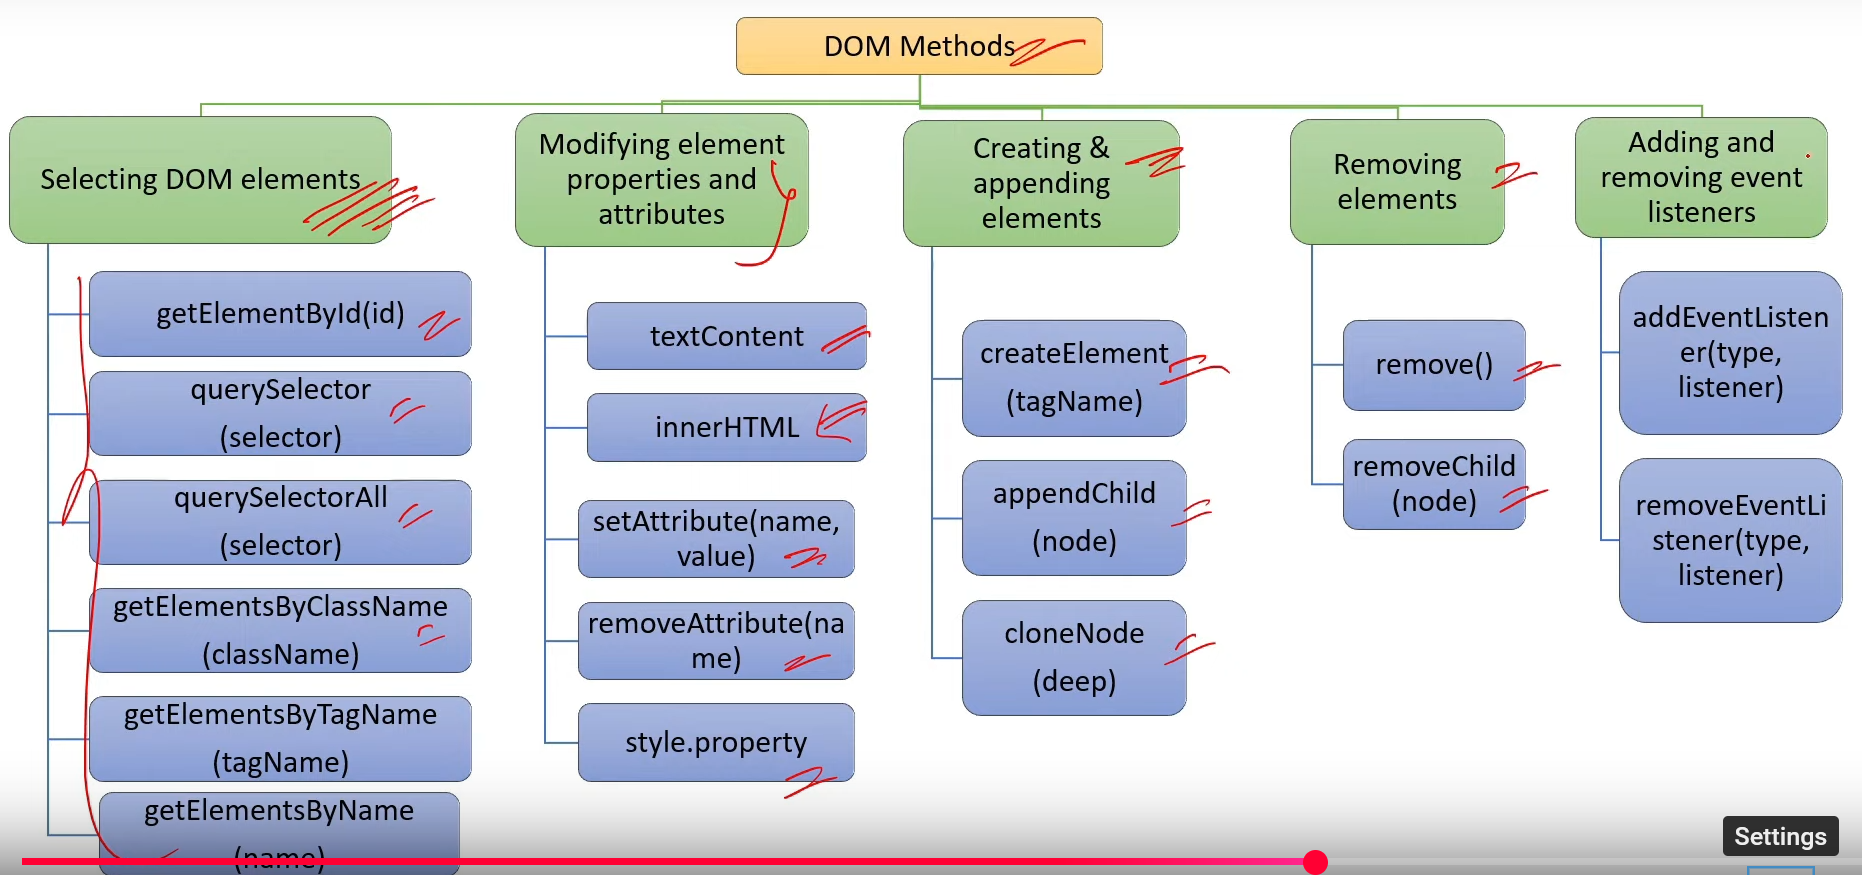 DOM Methods
Selecting DOM elements
getElementById(id)
querySelector
(selector)
querySelectorAll
(selector)
getElementsByClassName
(className)
getElementsByTagName
(tagName)
getElementsByName
(name)
Modifying element
properties and
attributes
textContent
innerHTML
setAttribute(name,
value)
removeAttribute(na
me)
style.property
Creating &
appending
elements
createElement
(tagName)
appendChild
(node)
cloneNode
(deep)
Removing
elements
remove()
removeChild
(node)
Adding and
removing event
listeners
addEventListen
er(type,
listener)
removeEventLi
stener(type,
listener)
Settings